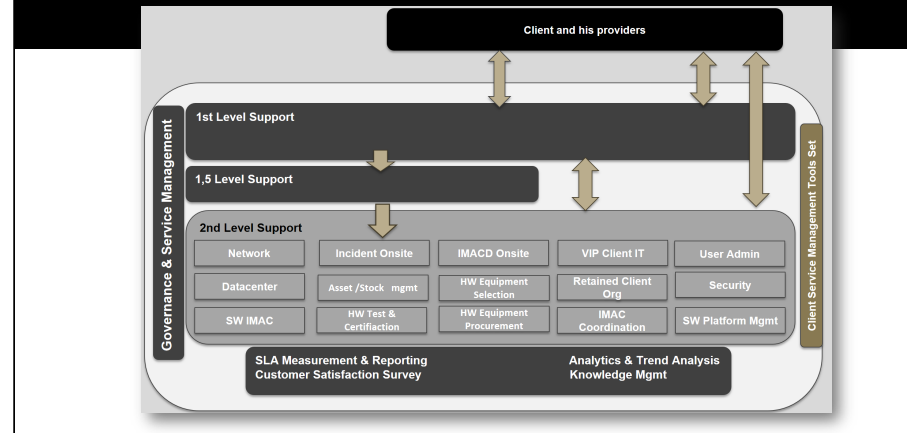 Client and his providers
1st Level Support
1,5 Level Support
2nd Level Support
Network
Incident Onsite
IMACD Onsite
VIP Client IT
User Admin
Datacenter
Asset /Stock mgmt
HW Equipment
Selection
Retained Client
Org
Security
SW IMAC
HW Test &
Certifiaction
HW Equipment
Procurement
IMAC
Coordination
SW Platform Mgmt
SLA Measurement & Reporting
Customer Satisfaction Survey
Analytics & Trend Analysis
Knowledge Mgmt
Governance & Service Management
Client Service Management Tools Set